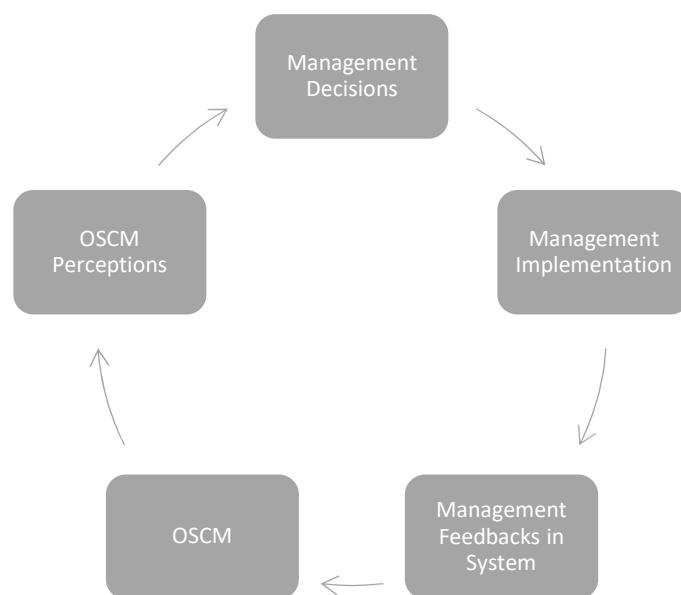 Management
Decisions
Management
Implementation
Management
Feedbacks in
System
OSCM
OSCM
Perceptions